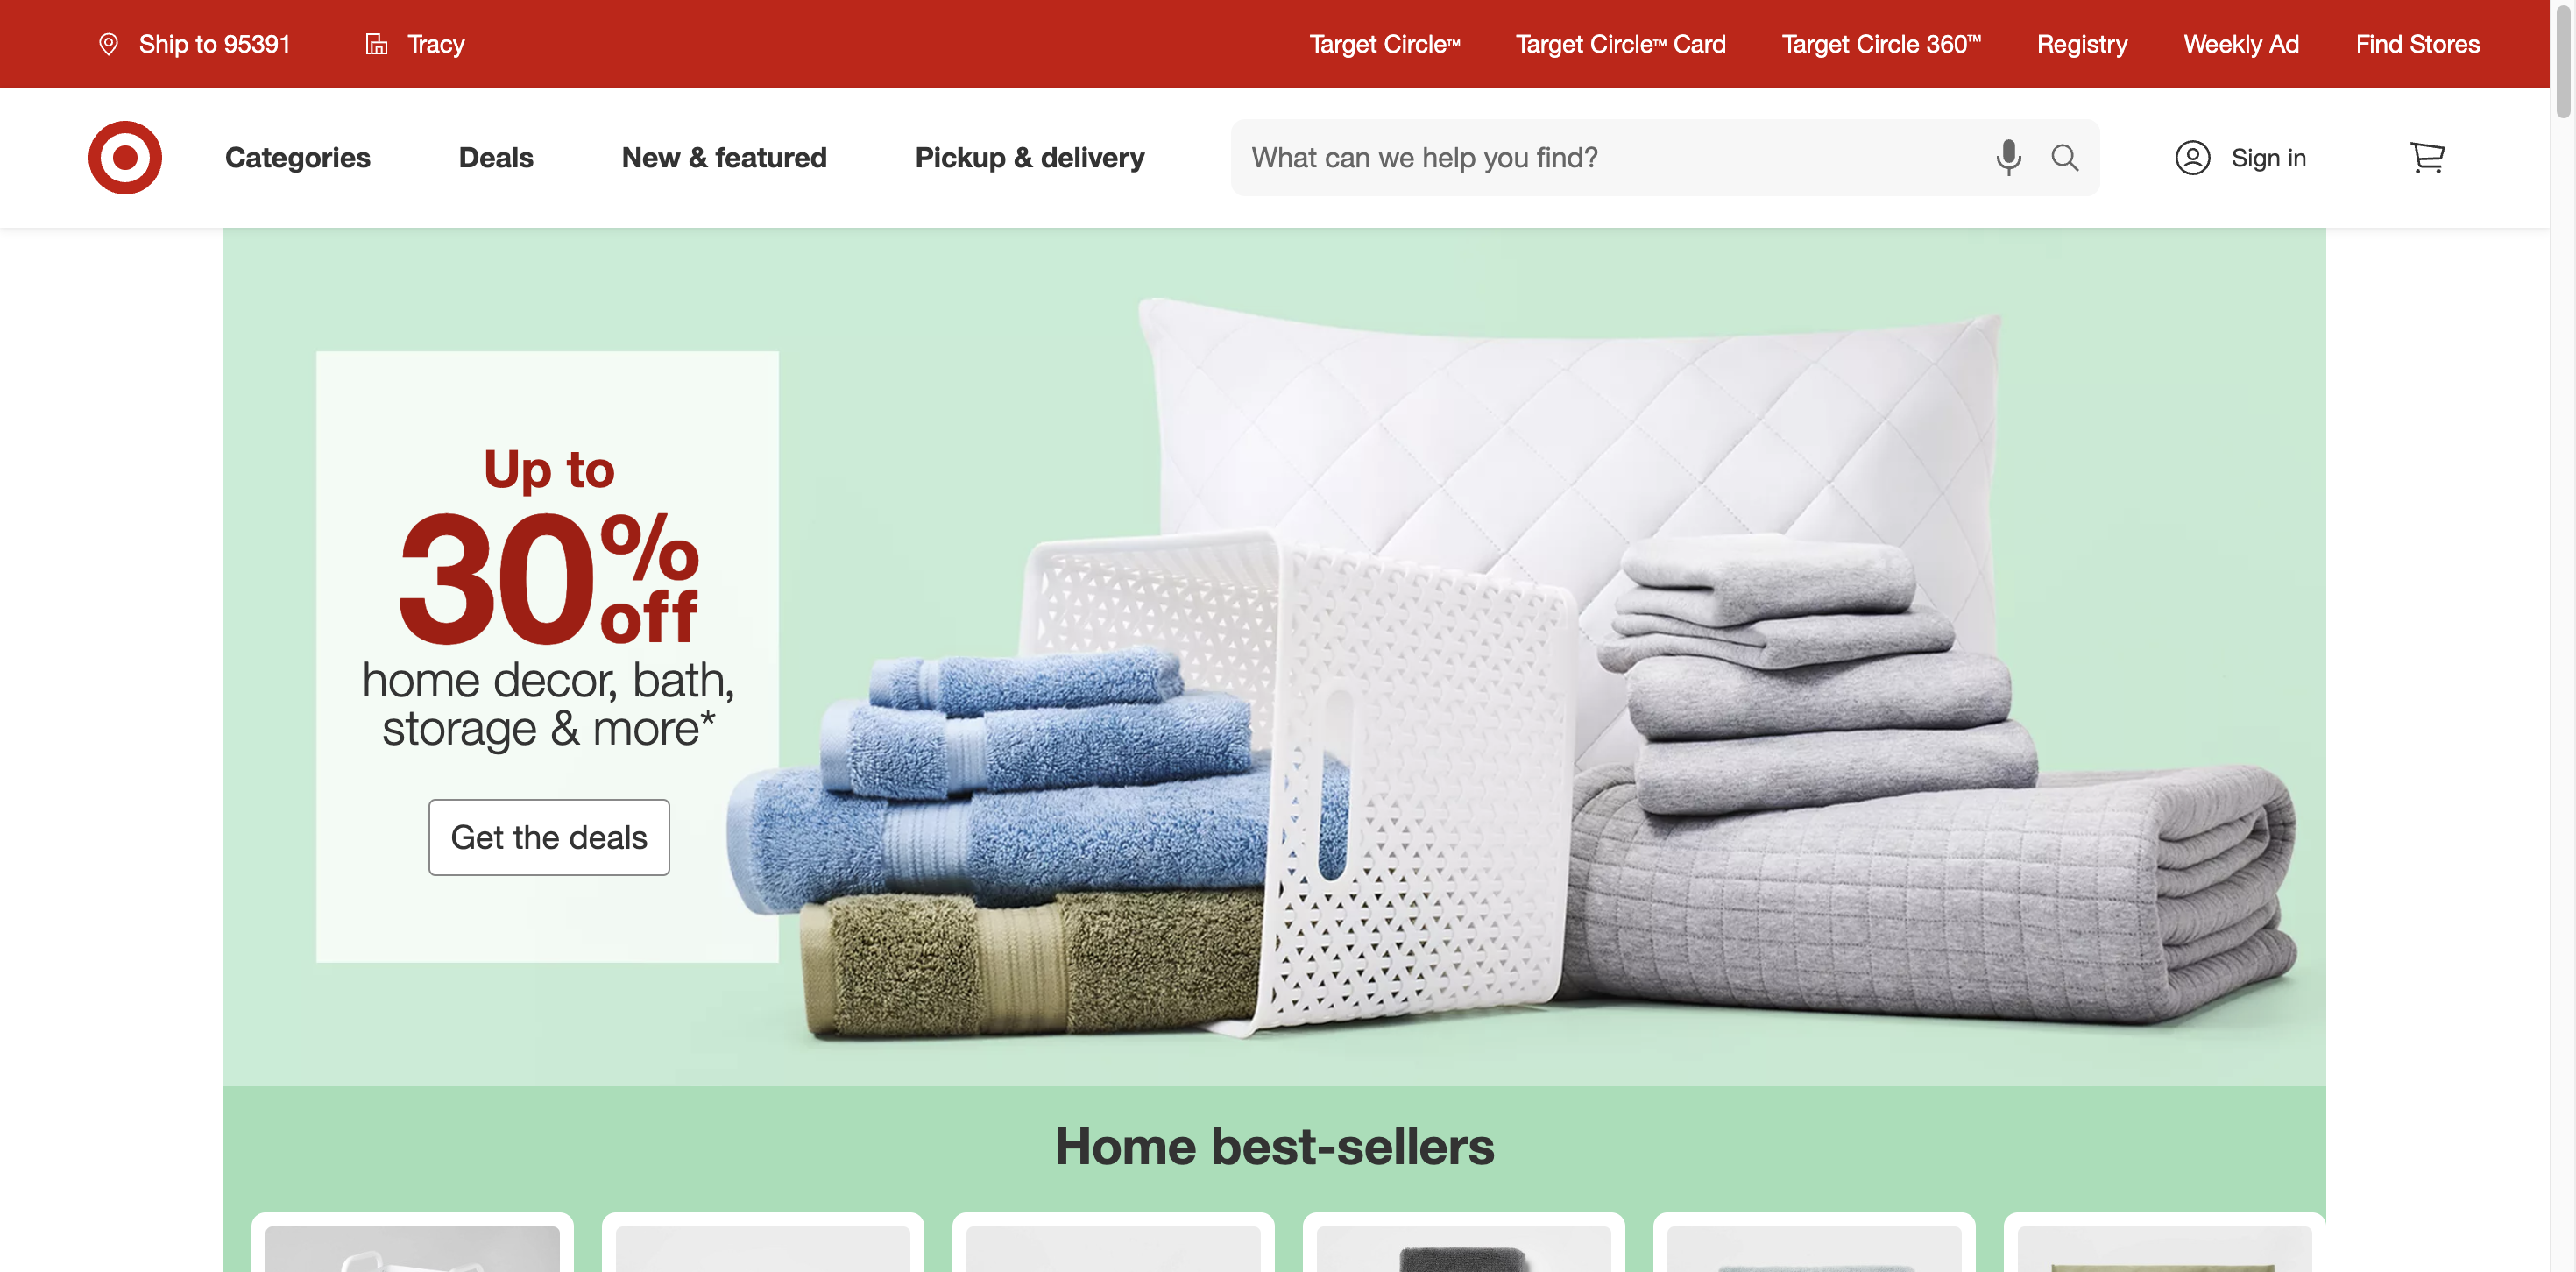 Ship to 95391 Tracy Target Circle™ Target Circle™ Card Target Circle 360™ Registry Weekly Ad Find Stores
Categories Deals New & featured Pickup & delivery What can we help you find? Sign in
Up to
30% off
home decor, bath,
storage & more*
Get the deals
Home best-sellers